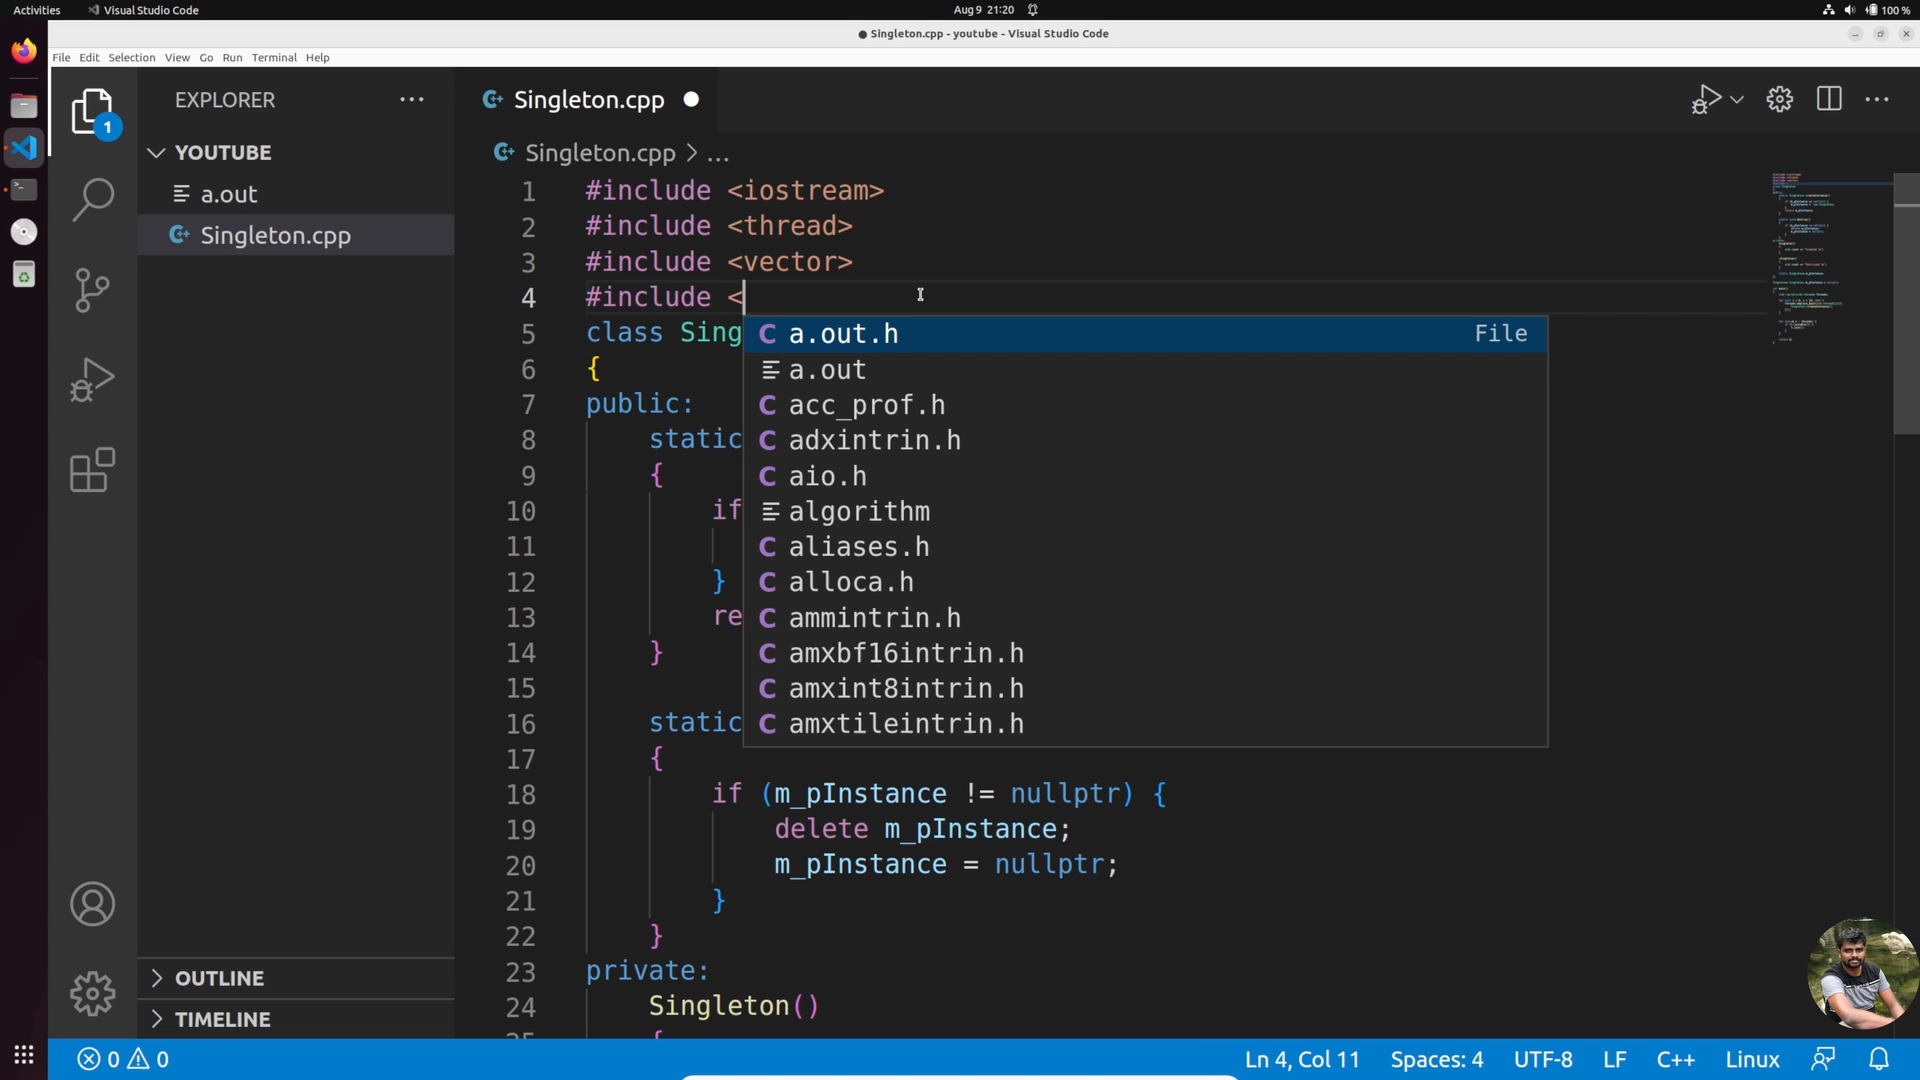 Activities
Visual Studio Code
Aug 9 21:20
100 %
● Singleton.cpp - youtube - Visual Studio Code
File Edit Selection View Go Run Terminal Help
EXPLORER
Singleton.cpp
1
YOUTUBE
Singleton.cpp > ...
a.out
Singleton.cpp
1 #include <iostream>
2 #include <thread>
3 #include <vector>
4 #include <
5 class Sing
6 {
7 public:
8 static
9 {
10 if
11
12 }
13 re
14 }
15
16 static
17 {
18 if (m_pInstance != nullptr) {
19 delete m_pInstance;
20 m_pInstance = nullptr;
21 }
22 }
23 private:
24 Singleton()
25 {
a.out.h File
a.out
acc_prof.h
adxintrin.h
aio.h
algorithm
aliases.h
alloca.h
ammintrin.h
amxbf16intrin.h
amxint8intrin.h
amxtileintrin.h
OUTLINE
TIMELINE
0 0
Ln 4, Col 11 Spaces: 4 UTF-8 LF C++ Linux